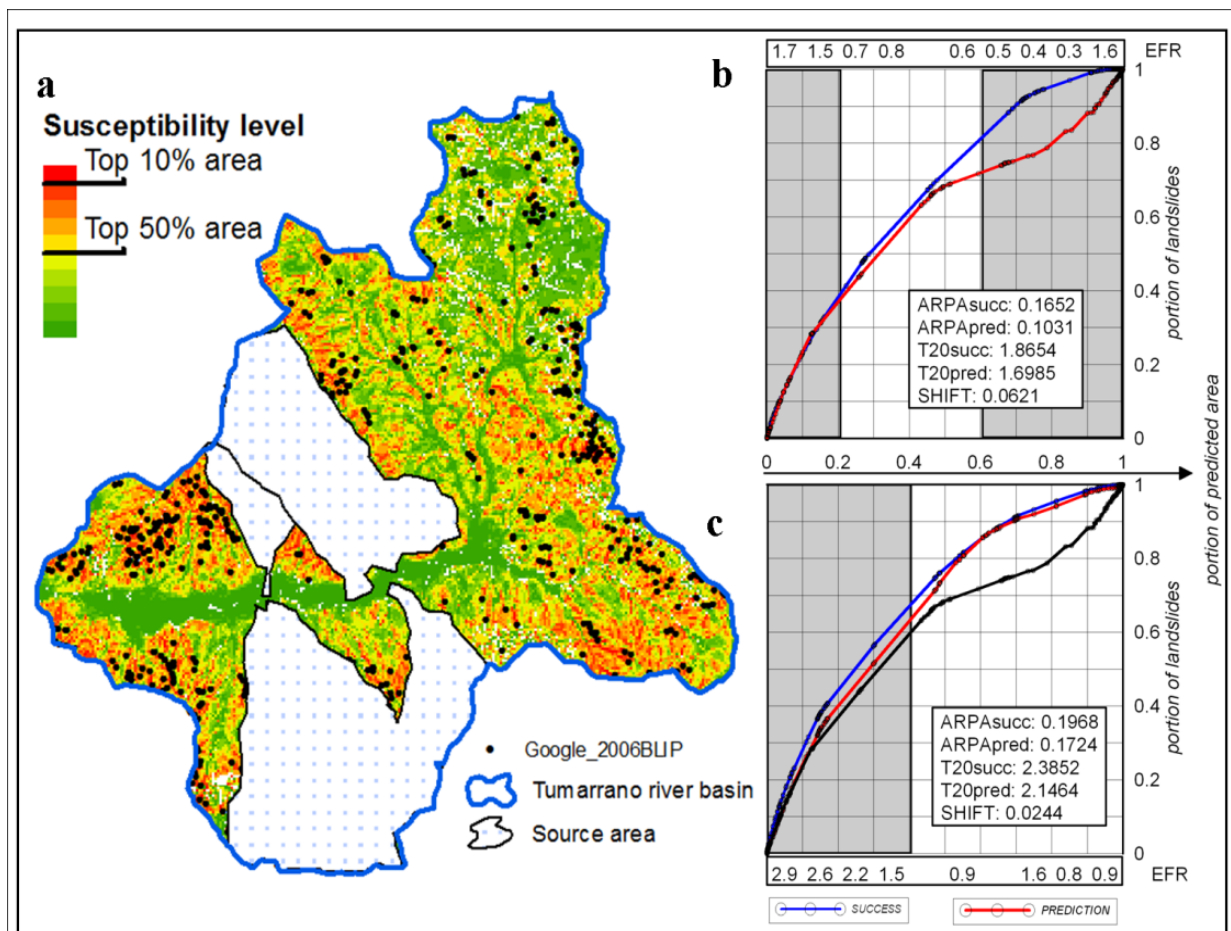 a
Susceptibility level
Top 10% area
Top 50% area
Google_2006BLIP
Tumarrano river basin
Source area
1.7 1.5 0.7 0.8 0.6 0.5 0.4 0.3 1.6 EFR
b
1
0.8
0.6
0.4
0.2
0
portion of landslides
ARPAsucc: 0.1652
ARPApred: 0.1031
T20succ: 1.8654
T20pred: 1.6985
SHIFT: 0.0621
0 0.2 0.4 0.6 0.8 1
portion of predicted area
c
1
0.8
0.6
0.4
0.2
0
portion of landslides
ARPAsucc: 0.1968
ARPApred: 0.1724
T20succ: 2.3852
T20pred: 2.1464
SHIFT: 0.0244
2.9 2.6 2.2 1.5 0.9 1.6 0.8 0.9 EFR
SUCCESS
PREDICTION